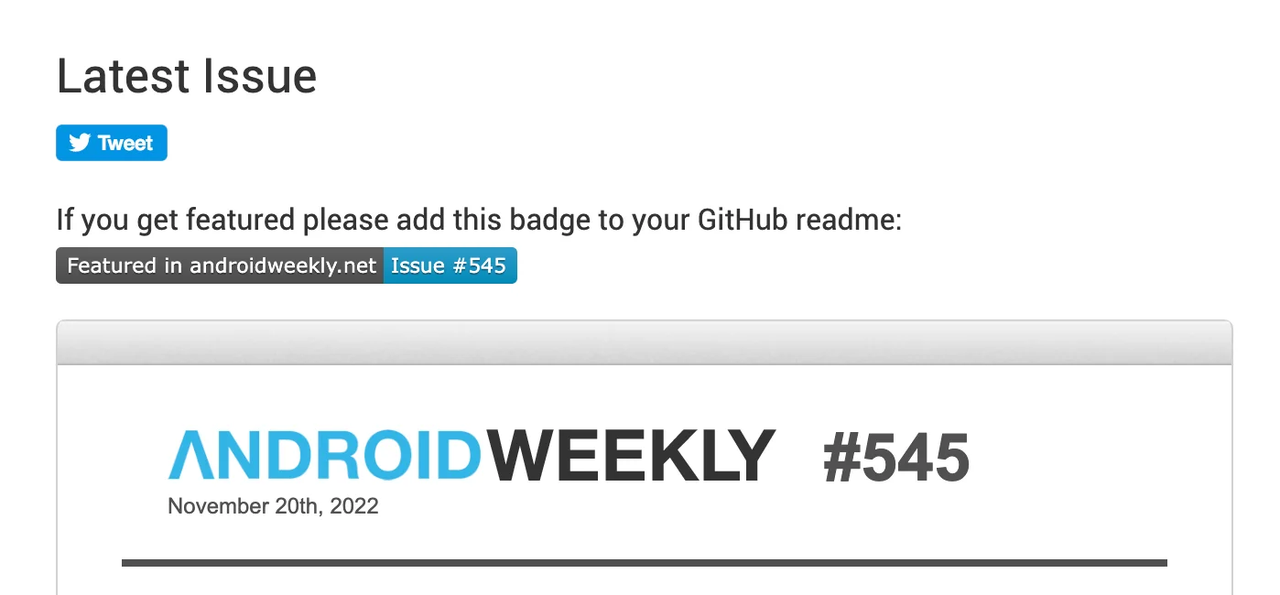 Latest Issue
Tweet
If you get featured please add this badge to your GitHub readme:
Featured in androidweekly.net Issue #545
ANDROIDWEEKLY #545
November 20th, 2022